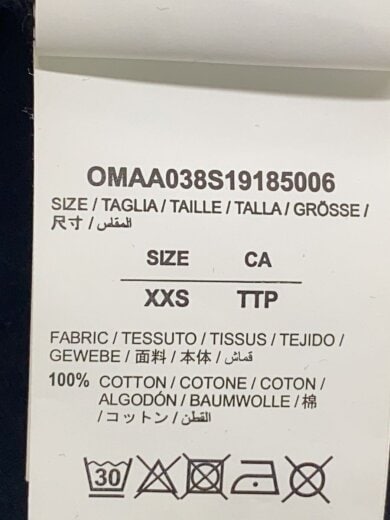 OMAA038S19185006
SIZE / TAGLIA / TAILLE / TALLA / GRÖSSE /
尺寸 / المقلس /
SIZE CA
XXS TTP
FABRIC / TESSUTO / TISSUS / TEJIDO /
GEWEBE / 面料 / 本体 / قماش /
100% COTTON / COTONE / COTON /
ALGODÓN / BAUMWOLLE / 棉
/ コットン / القطن /
30